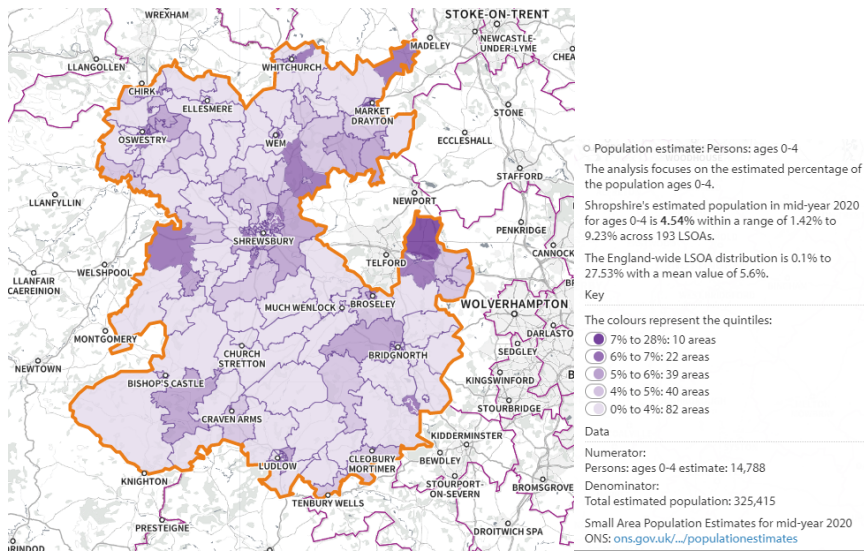 WREXHAM
STOKE-ON-TRENT
MADELEY
NEWCASTLE-
UNDER-LYME
CHEA
LLANGOLLEN
WHITCHURCH
CHIRK
ELLESMERE
MARKET
DRAYTON
STONE
OSWESTRY
WEM
ECCLESHALL
STAFFORD
LLANFYLLIN
NEWPORT
PENKRIDGE
SHREWSBURY
TELFORD
CANNOCK
WELSHPOOL
LLANFAIR
CAEREINION
MUCH WENLOCK
BROSELEY
WOLVERHAMPTON
MONTGOMERY
DARLASTO
SEDGLEY
NEWTOWN
CHURCH
STRETTON
BRIDGNORTH
BISHOP'S CASTLE
KINGSWINFORD
STOURBRIDGE
CRAVEN ARMS
KIDDERMINSTER
LUDLOW
CLEOBURY
MORTIMER
BEWDLEY
KNIGHTON
STOURPORT-
ON-SEVERN
BROMSGROVE
TENBURY WELLS
PRESTEIGNE
DROITWICH SPA
Population estimate: Persons: ages 0-4
The analysis focuses on the estimated percentage of
the population ages 0-4.
Shropshire's estimated population in mid-year 2020
for ages 0-4 is 4.54% within a range of 1.42% to
9.23% across 193 LSOAs.
The England-wide LSOA distribution is 0.1% to
27.53% with a mean value of 5.6%.
Key
The colours represent the quintiles:
7% to 28%: 10 areas
6% to 7%: 22 areas
5% to 6%: 39 areas
4% to 5%: 40 areas
0% to 4%: 82 areas
Data
Numerator:
Persons: ages 0-4 estimate: 14,788
Denominator:
Total estimated population: 325,415
Small Area Population Estimates for mid-year 2020
ONS: ons.gov.uk/.../populationestimates